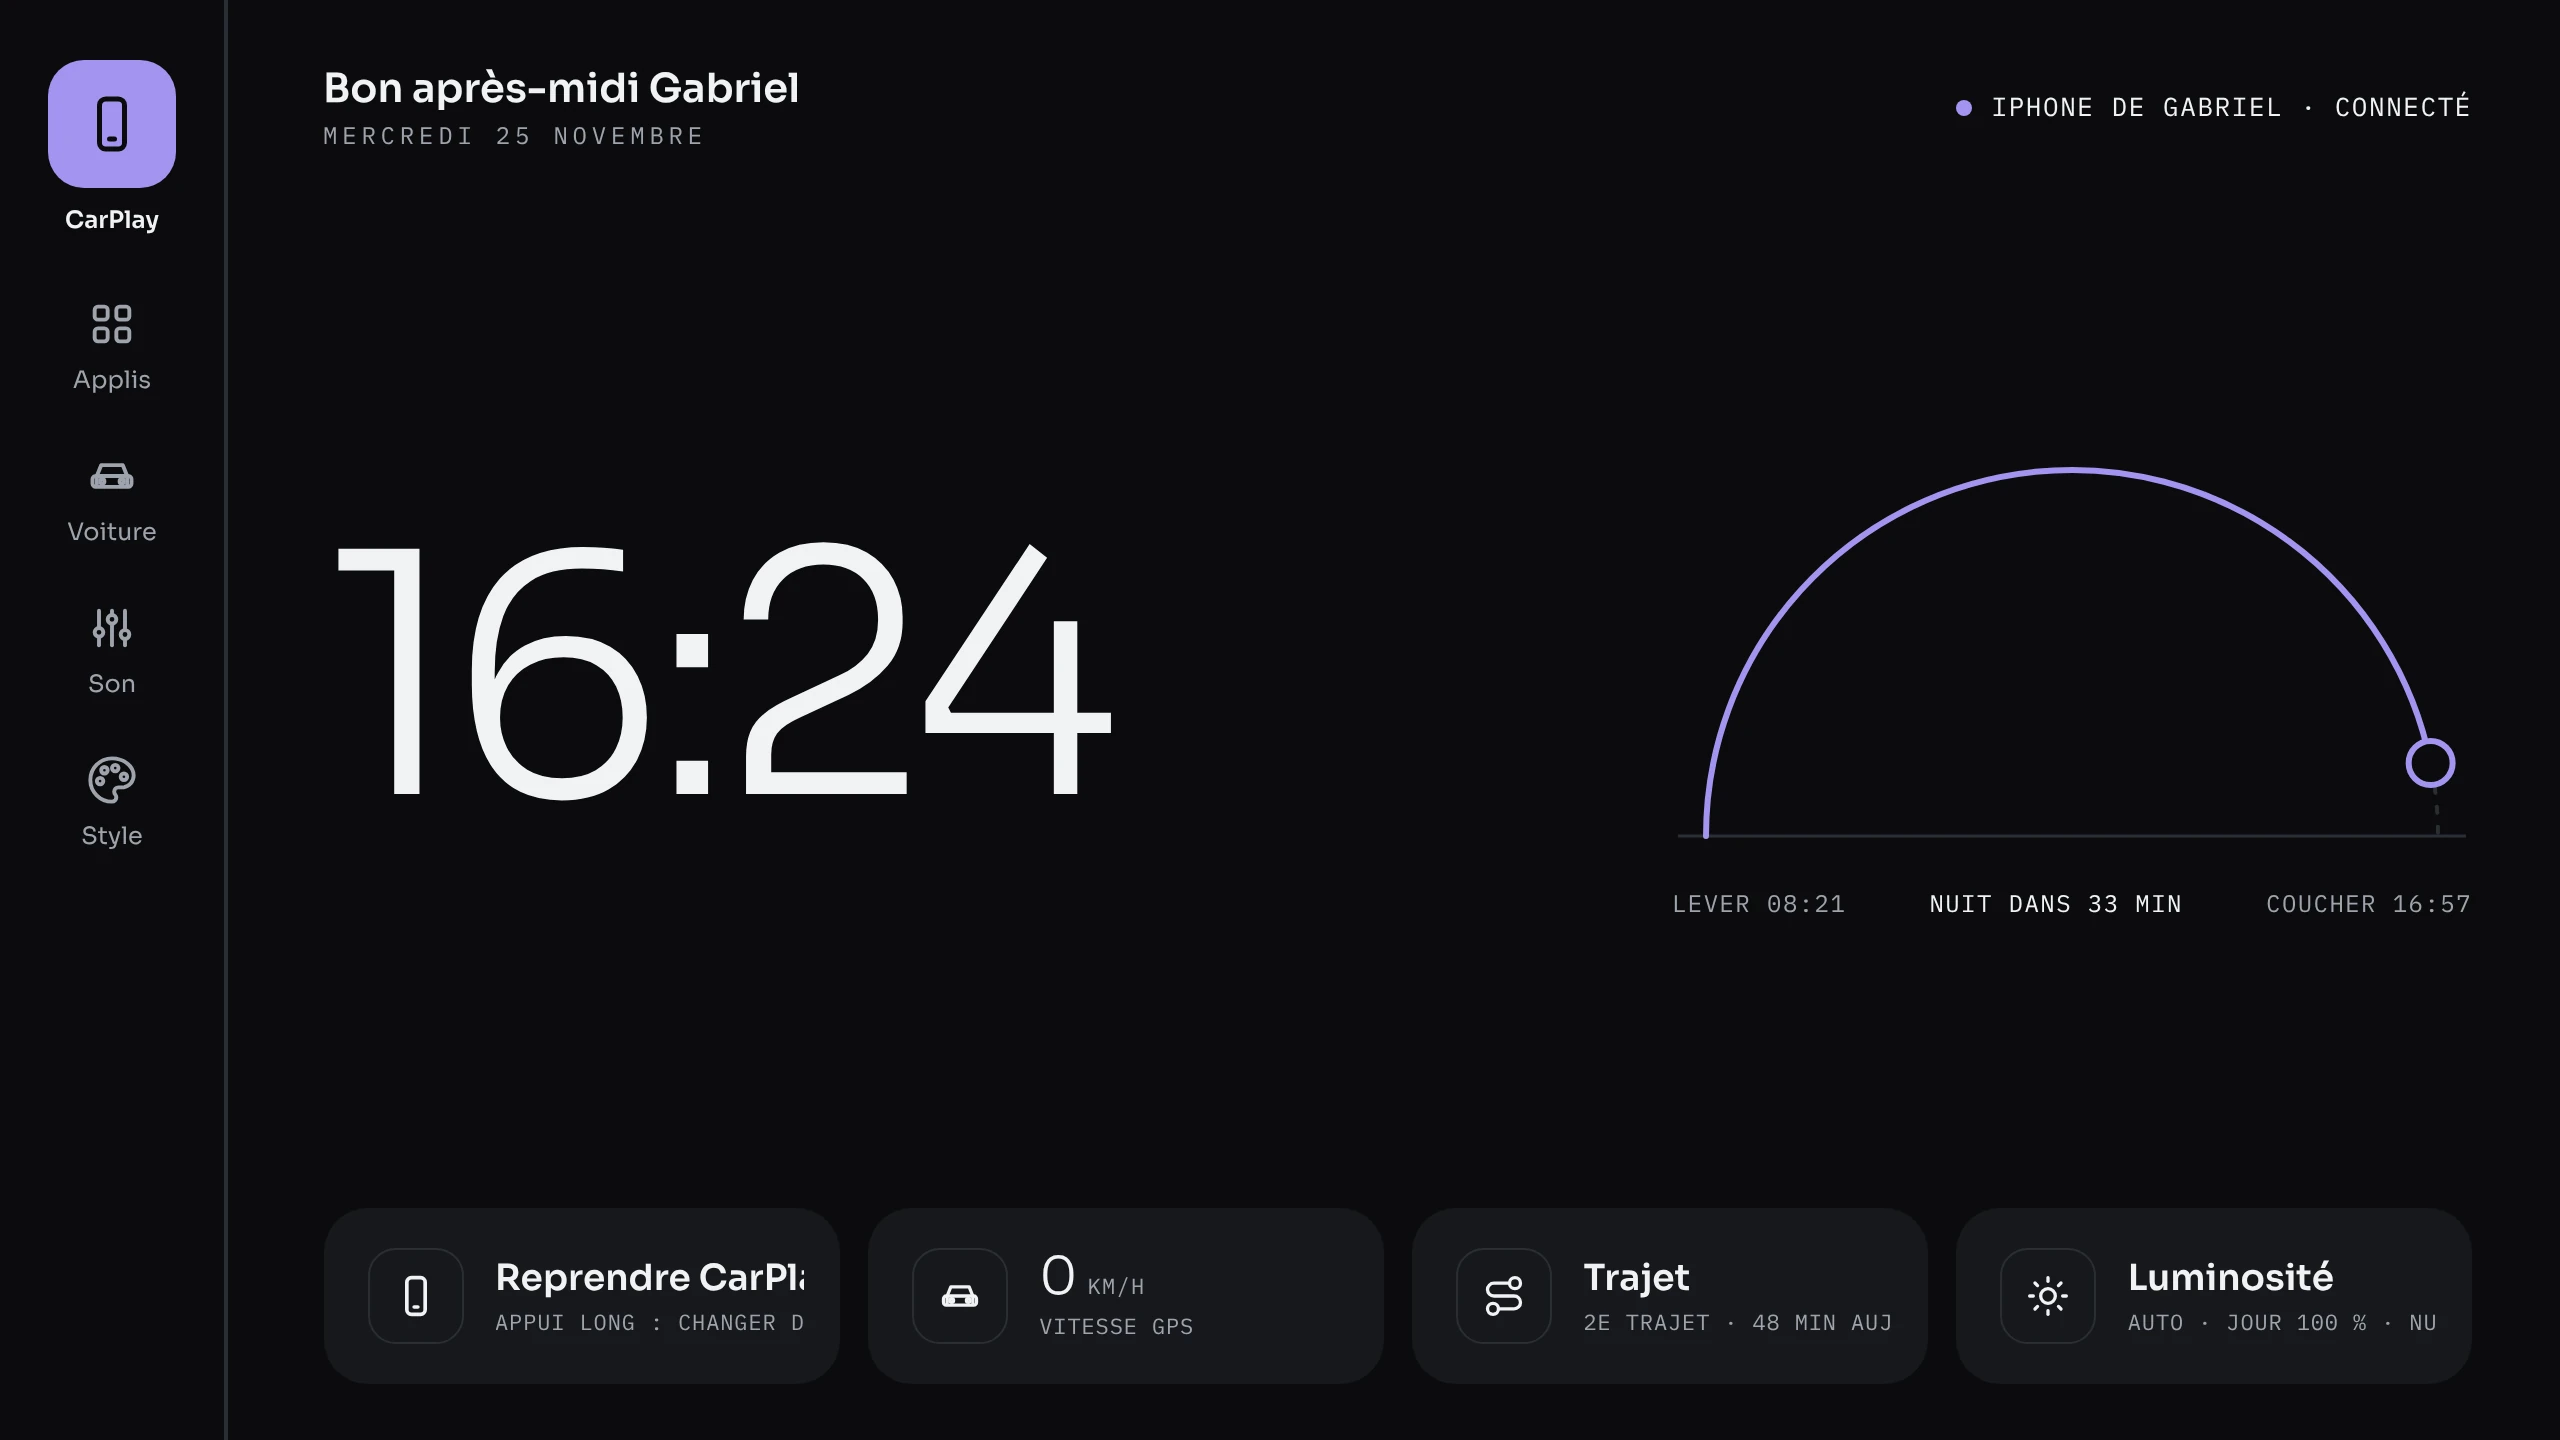 CarPlay
Applis
Voiture
Son
Style
Bon après-midi Gabriel
MERCREDI 25 NOVEMBRE
IPHONE DE GABRIEL · CONNECTÉ
16:24
LEVER 08:21
NUIT DANS 33 MIN
COUCHER 16:57
Reprendre CarPla
APPUI LONG : CHANGER D
0 KM/H
VITESSE GPS
Trajet
2E TRAJET · 48 MIN AUJ
Luminosité
AUTO · JOUR 100 % · NU